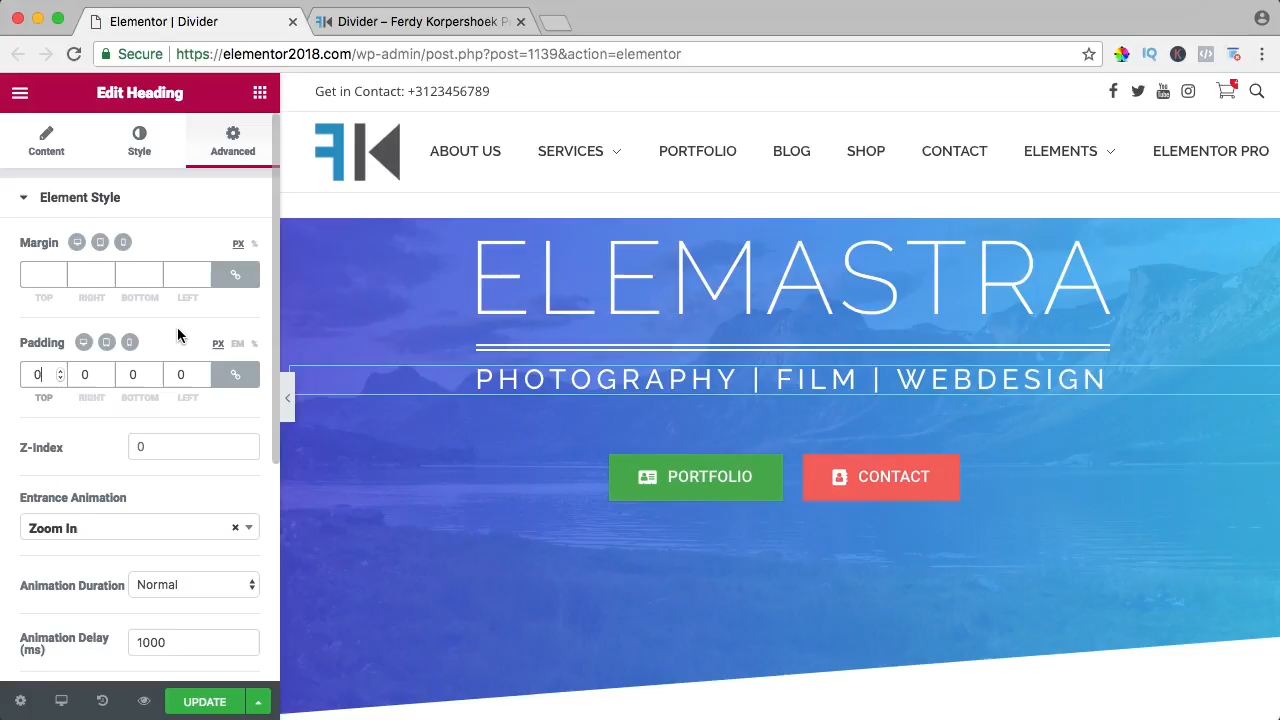 Elementor | Divider
Divider – Ferdy Korpershoek P
Secure | https://elementor2018.com/wp-admin/post.php?post=1139&action=elementor
Edit Heading
Content
Style
Advanced
Element Style
Margin
PX %
TOP RIGHT BOTTOM LEFT
Padding
PX EM %
0 0 0 0
TOP RIGHT BOTTOM LEFT
Z-Index
0
Entrance Animation
Zoom In
Animation Duration
Normal
Animation Delay
(ms)
1000
UPDATE
Get in Contact: +3123456789
FK
ABOUT US
SERVICES
PORTFOLIO
BLOG
SHOP
CONTACT
ELEMENTS
ELEMENTOR PRO
ELEMASTRA
PHOTOGRAPHY | FILM | WEBDESIGN
PORTFOLIO
CONTACT